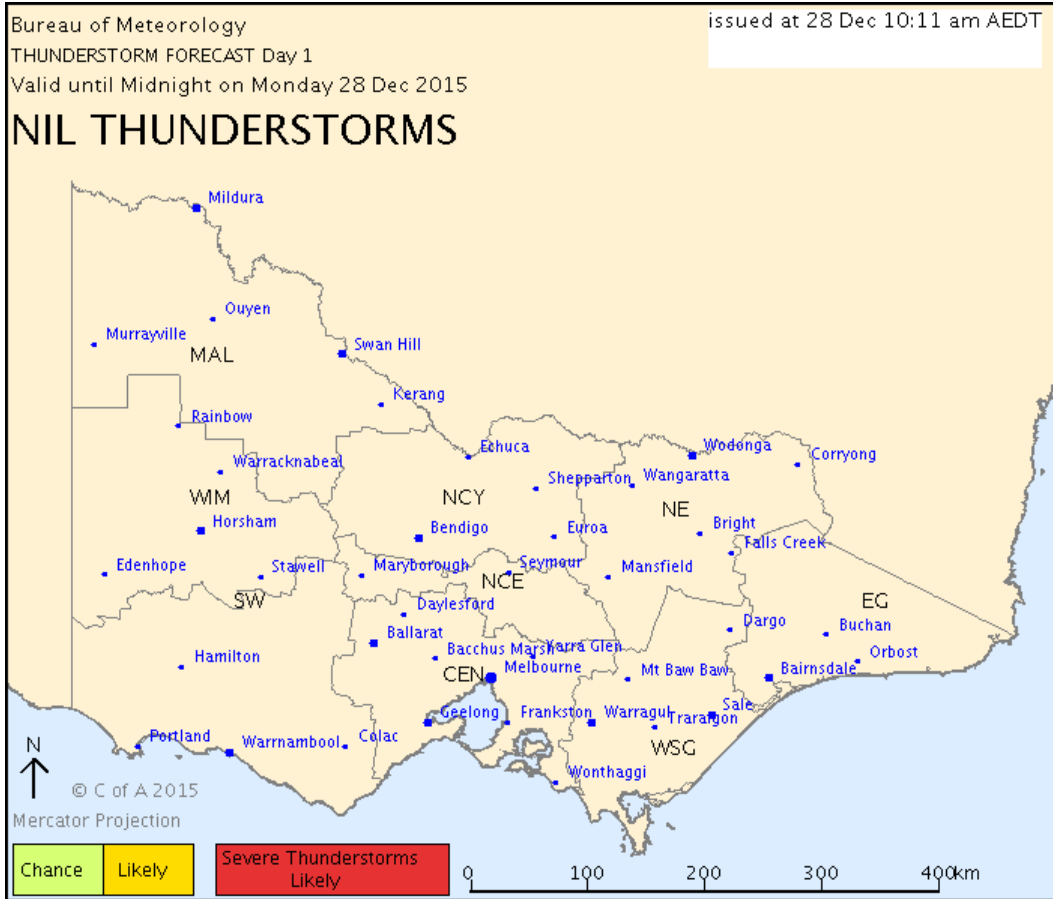 Bureau of Meteorology
issued at 28 Dec 10:11 am AEDT
THUNDERSTORM FORECAST Day 1
Valid until Midnight on Monday 28 Dec 2015
NIL THUNDERSTORMS
Mildura
Ouyen
Murrayville
MAL
Swan Hill
Kerang
Rainbow
Echuca
Wodonga
Corryong
Warracknabeal
Shepparton
Wangaratta
WIM
NCY
NE
Horsham
Bendigo
Euroa
Bright
Falls Creek
Edenhope
Stawell
Maryborough
Seymour
NCE
Mansfield
SW
Daylesford
EG
Ballarat
Dargo
Buchan
Hamilton
Bacchus Marsh
Yarra Glen
Orbost
CEN
Melbourne
Mt Baw Baw
Bairnsdale
Geelong
Frankston
Warragul
Traralgon
Sale
Portland
Warrnambool
Colac
WSG
N
Wonthaggi
© C of A 2015
Mercator Projection
Chance
Likely
Severe Thunderstorms
Likely
0 100 200 300 400km